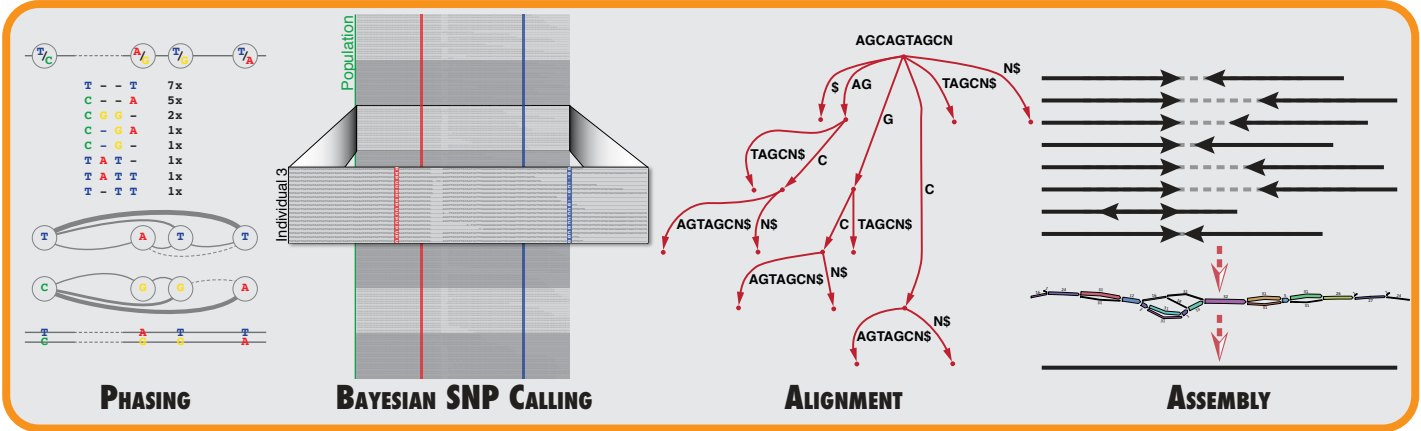 T/C A/G T/G T/A
T - - T 7x
C - - A 5x
C G G - 2x
C - G A 1x
C - G - 1x
T A T - 1x
T A T T 1x
T - T T 1x
T A T T
C G G A
T A T T
C G G A
PHASING
Population
Individual 3
BAYESIAN SNP CALLING
AGCAGTAGCN
$ AG G C TAGCN$ N$
TAGCN$ C
AGTAGCN$ N$ C TAGCN$
AGTAGCN$ N$
AGTAGCN$ N$
ALIGNMENT
ASSEMBLY